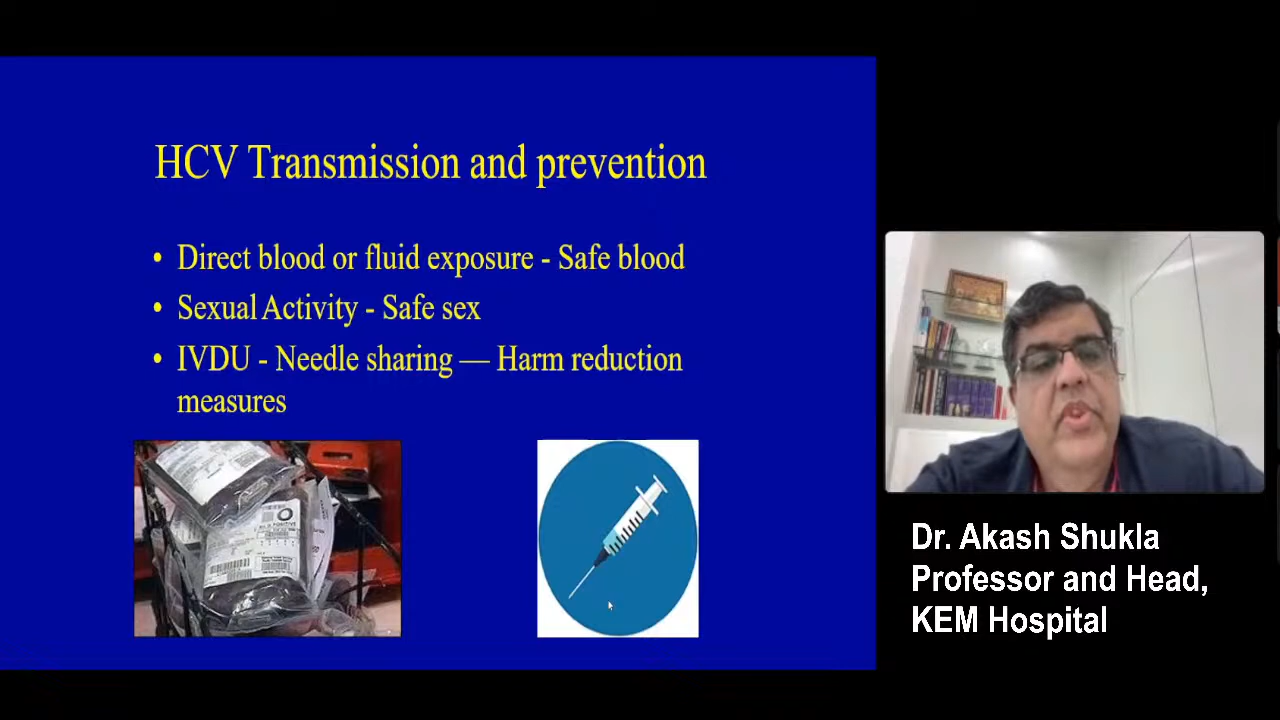 HCV Transmission and prevention
• Direct blood or fluid exposure - Safe blood
• Sexual Activity - Safe sex
• IVDU - Needle sharing — Harm reduction
measures
Dr. Akash Shukla
Professor and Head,
KEM Hospital